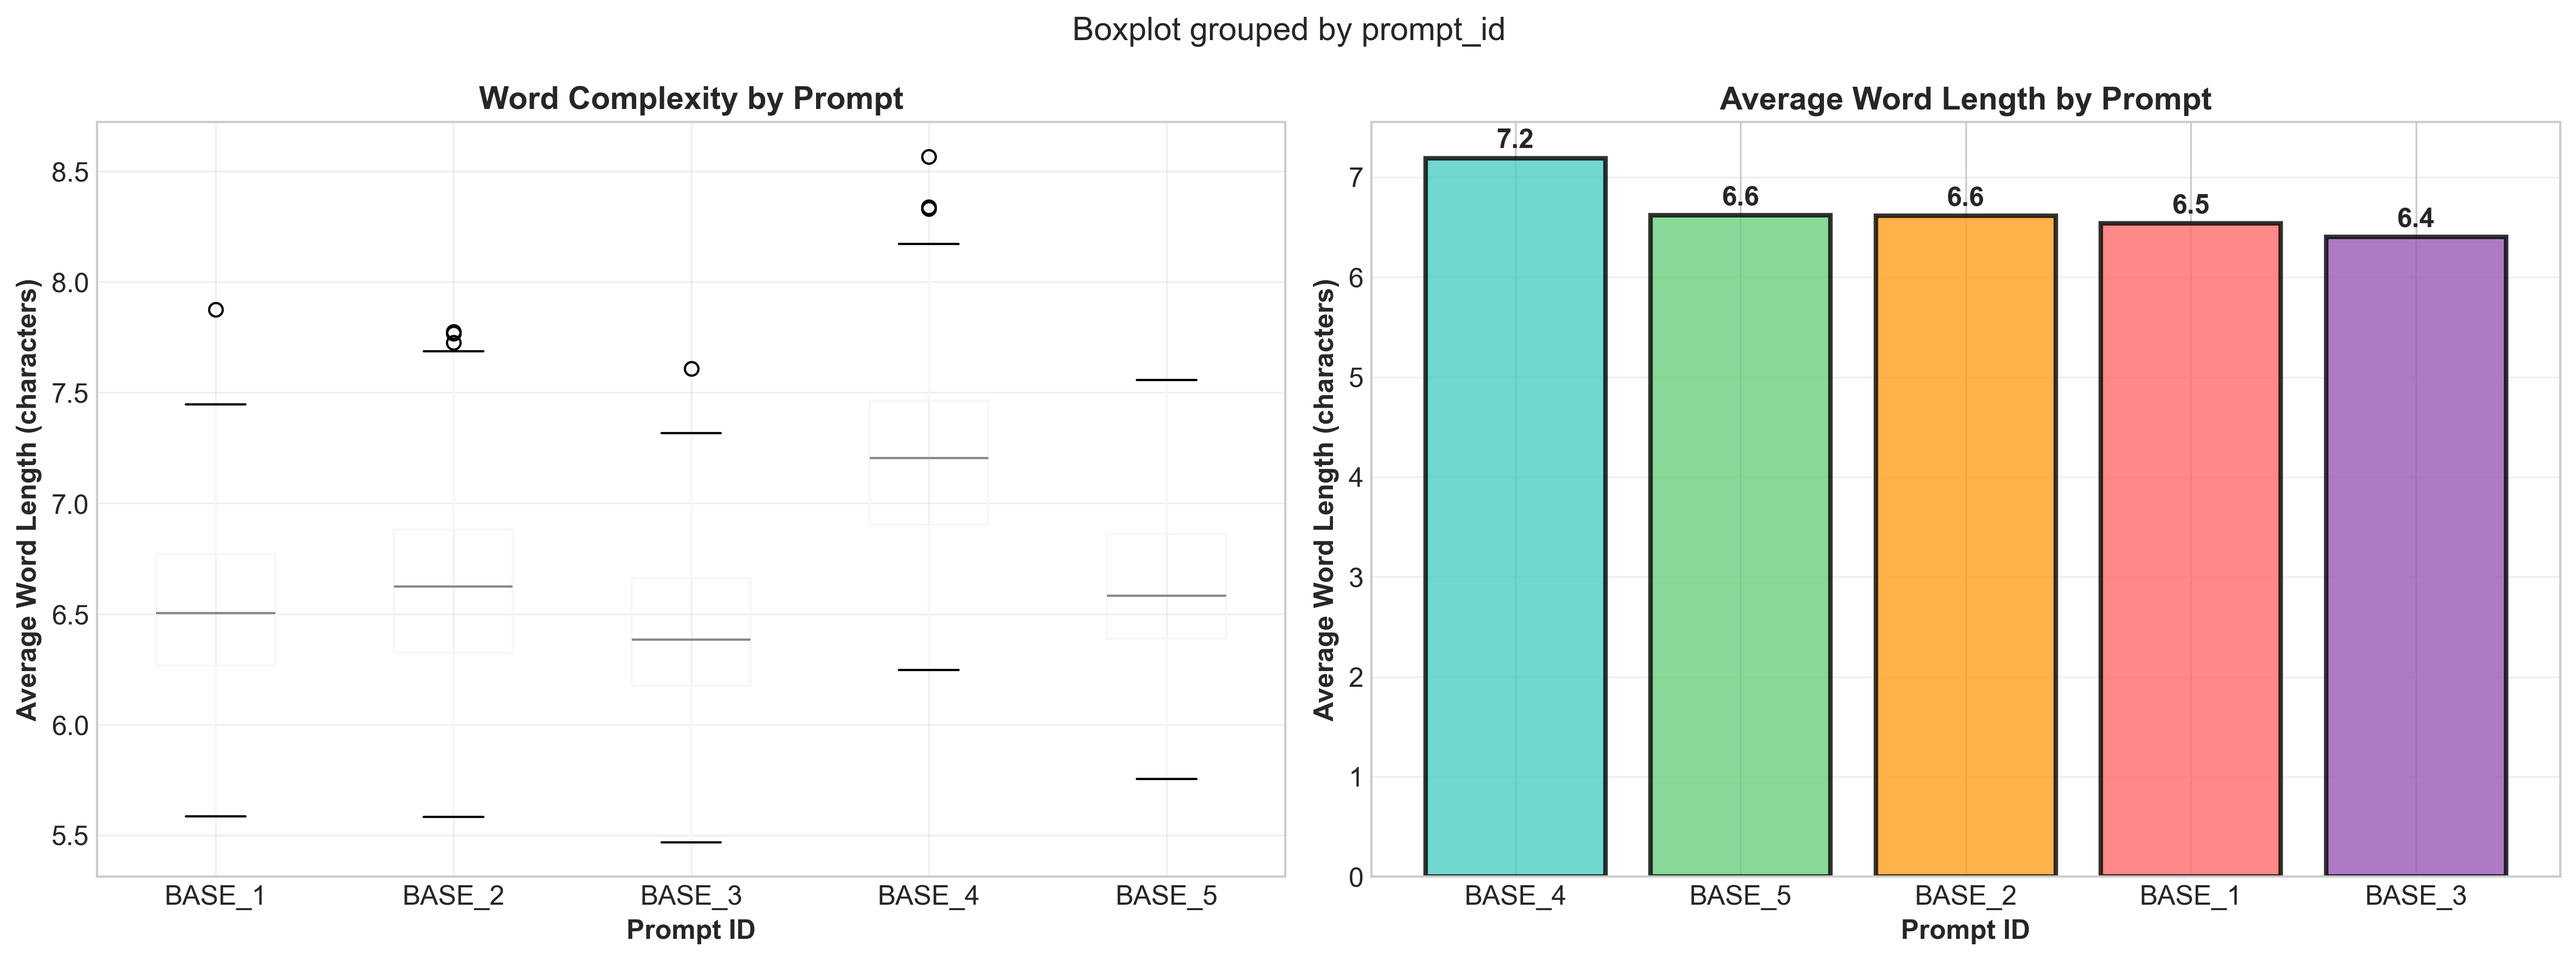 Boxplot grouped by prompt_id
Word Complexity by Prompt
Average Word Length (characters)
8.5
8.0
7.5
7.0
6.5
6.0
5.5
BASE_1 BASE_2 BASE_3 BASE_4 BASE_5
Prompt ID
Average Word Length by Prompt
Average Word Length (characters)
7
6
5
4
3
2
1
0
7.2 6.6 6.6 6.5 6.4
BASE_4 BASE_5 BASE_2 BASE_1 BASE_3
Prompt ID